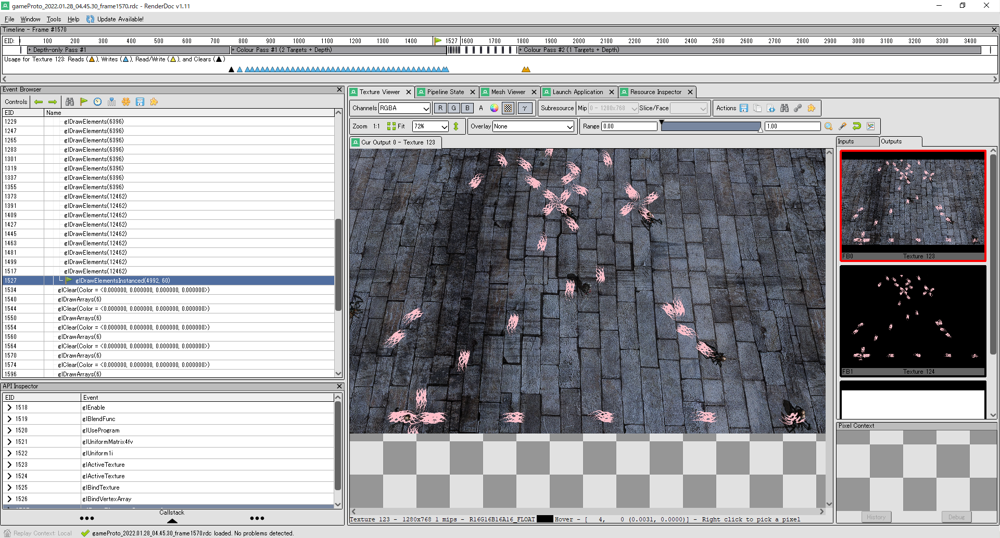 gameProto_2022.01.28_04.45.30_frame1570.rdc - RenderDoc v1.11
File Window Tools Help Update Available!
Timeline - Frame #1570
EID: 100 200 300 400 500 600 700 800 900 1000 1100 1200 1300 1400 1527 1600 1700 1800 1900 2000 2100 2200 2300 2400 2500 2600 2700 2800 2900 3000 3100 3200 3300 3400
+ Depth-only Pass #1 + Colour Pass #1 (2 Targets + Depth) + Colour Pass #2 (1 Targets + Depth)
Usage for Texture 123: Reads ( ), Writes ( ), Read/Write ( ), and Clears ( )
Event Browser
Controls
EID Name
1229 glDrawElements(6396)
1247 glDrawElements(6396)
1265 glDrawElements(6396)
1283 glDrawElements(6396)
1301 glDrawElements(6396)
1319 glDrawElements(6396)
1337 glDrawElements(6396)
1355 glDrawElements(6396)
1373 glDrawElements(12462)
1391 glDrawElements(12462)
1409 glDrawElements(12462)
1427 glDrawElements(12462)
1445 glDrawElements(12462)
1463 glDrawElements(12462)
1481 glDrawElements(12462)
1499 glDrawElements(12462)
1517 glDrawElements(12462)
1527 glDrawElementsInstanced(4992, 60)
1534 glClear(Color = <0.000000, 0.000000, 0.000000, 0.000000>)
1540 glDrawArrays(6)
1544 glClear(Color = <0.000000, 0.000000, 0.000000, 0.000000>)
1550 glDrawArrays(6)
1554 glClear(Color = <0.000000, 0.000000, 0.000000, 0.000000>)
1560 glDrawArrays(6)
1564 glClear(Color = <0.000000, 0.000000, 0.000000, 0.000000>)
1570 glDrawArrays(6)
1574 glClear(Color = <0.000000, 0.000000, 0.000000, 0.000000>)
1596 glDrawArrays(6)
API Inspector
EID Event
1518 glEnable
1519 glBlendFunc
1520 glUseProgram
1521 glUniformMatrix4fv
1522 glUniform1i
1523 glActiveTexture
1524 glActiveTexture
1525 glBindTexture
1526 glBindVertexArray
Callstack
Texture Viewer Pipeline State Mesh Viewer Launch Application Resource Inspector
Channels RGBA R G B A γ Subresource Mip 0 - 1280x768 Slice/Face Actions
Zoom 1:1 Fit 72% Overlay None Range 0.00 1.00
Cur Output 0 - Texture 123
Inputs Outputs
FB0 Texture 123
FB1 Texture 124
Pixel Context
History Debug
Texture 123 - 1280x768 1 mips - R16G16B16A16_FLOAT Hover - [ 4, 0 (0.0031, 0.0000)] - Right click to pick a pixel
Replay Context: Local gameProto_2022.01.28_04.45.30_frame1570.rdc loaded. No problems detected.